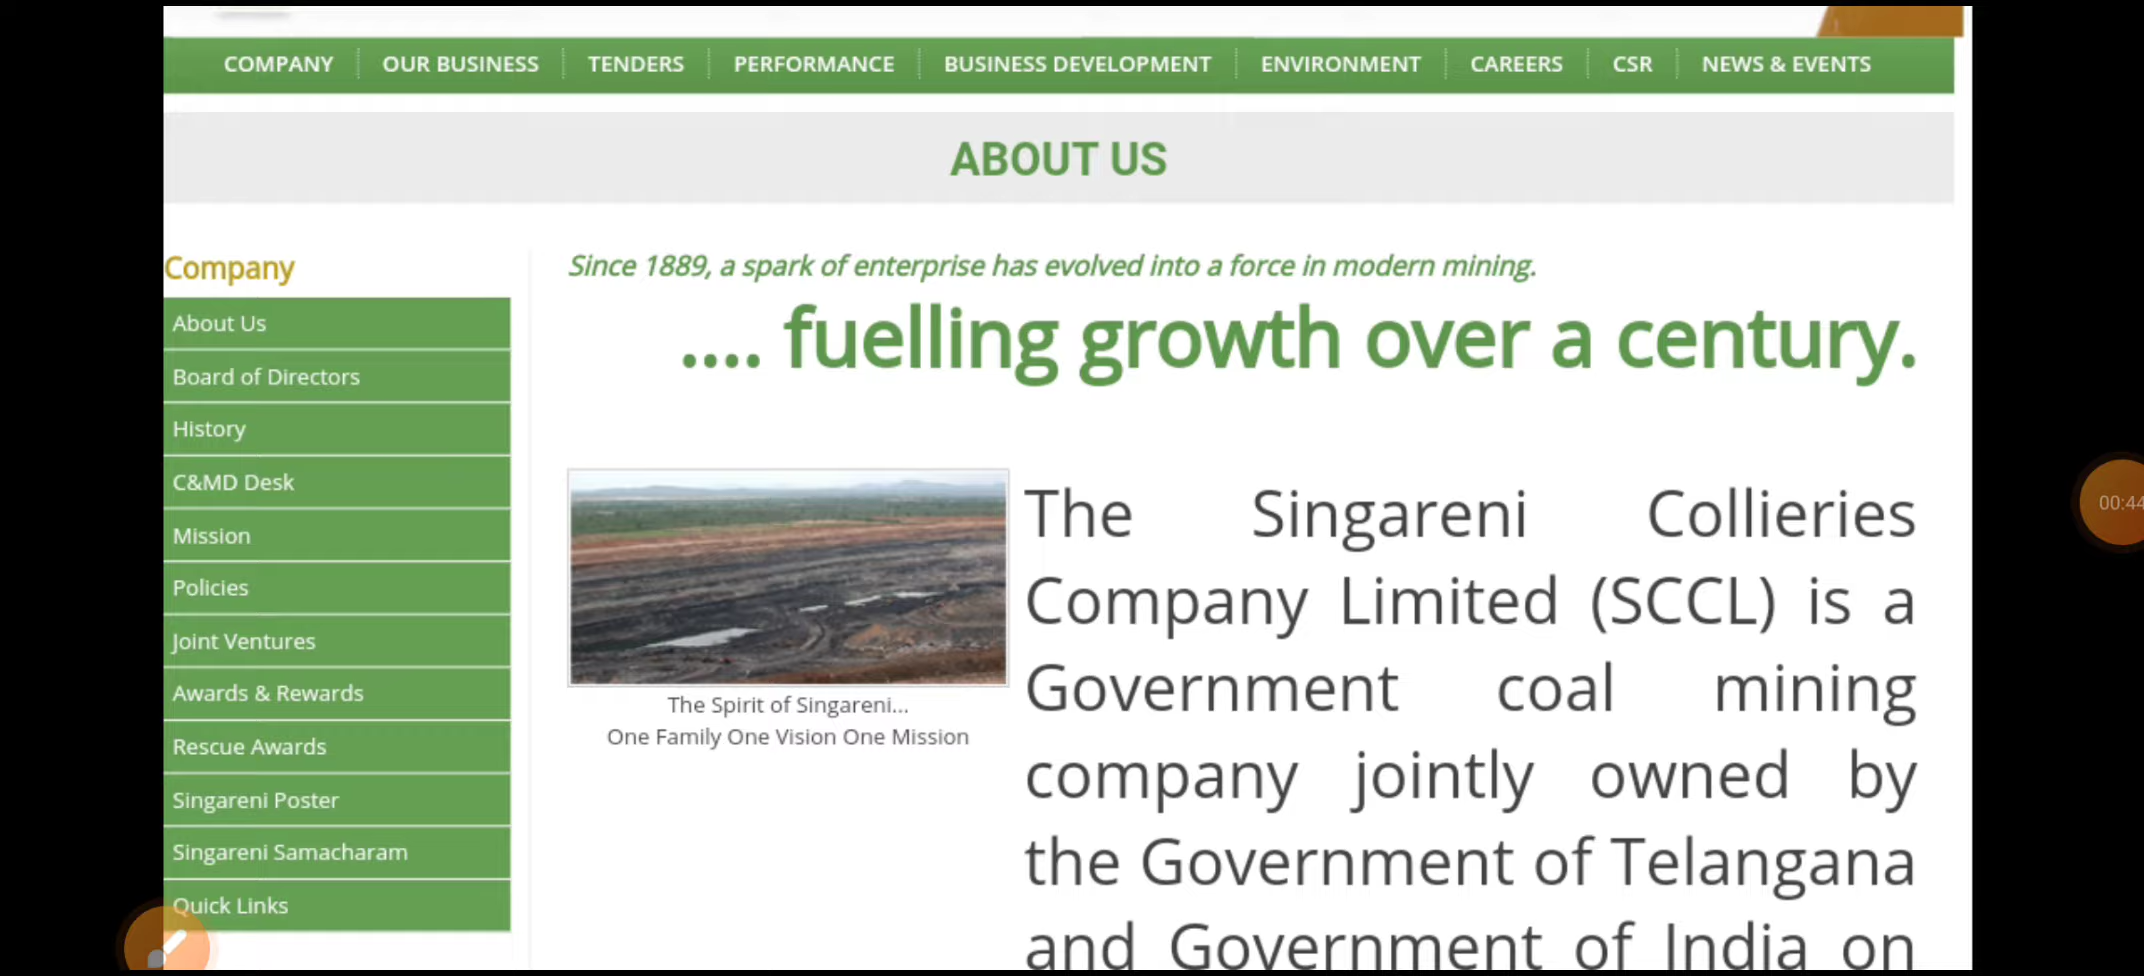 COMPANY OUR BUSINESS TENDERS PERFORMANCE BUSINESS DEVELOPMENT ENVIRONMENT CAREERS CSR NEWS & EVENTS
ABOUT US
Company
About Us
Board of Directors
History
C&MD Desk
Mission
Policies
Joint Ventures
Awards & Rewards
Rescue Awards
Singareni Poster
Singareni Samacharam
Quick Links
Since 1889, a spark of enterprise has evolved into a force in modern mining.
.... fuelling growth over a century.
The Spirit of Singareni...
One Family One Vision One Mission
The Singareni Collieries
Company Limited (SCCL) is a
Government coal mining
company jointly owned by
the Government of Telangana
and Government of India on
00:44